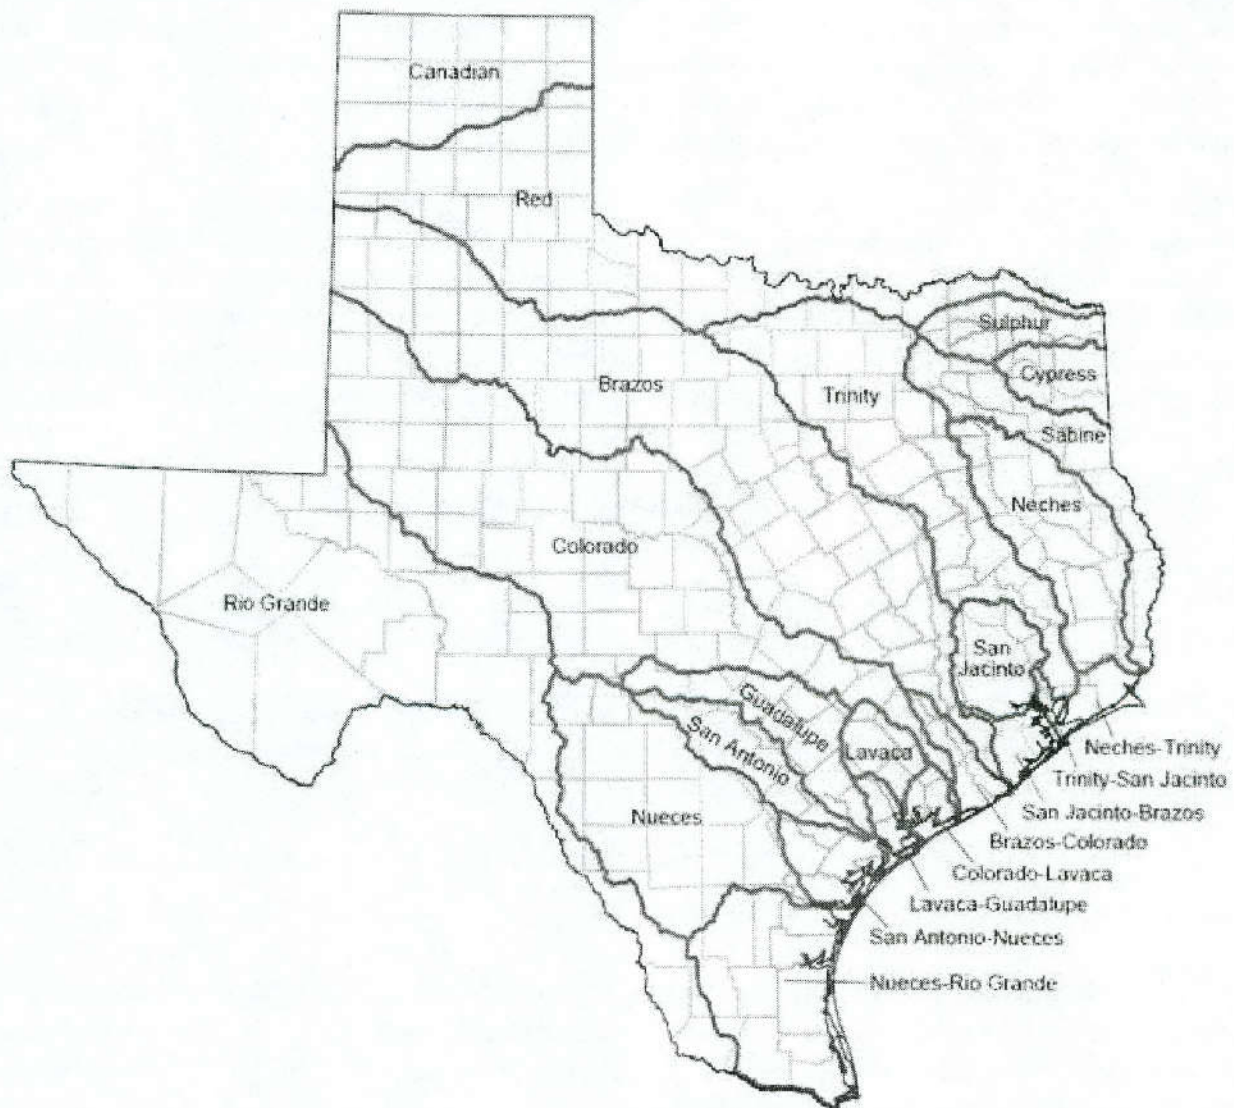 Canadian
Red
Sulphur
Cypress
Brazos
Trinity
Sabine
Neches
Colorado
Rio Grande
San
Jacinto
Guadalupe
San Antonio
Lavaca
Nueces
Neches-Trinity
Trinity-San Jacinto
San Jacinto-Brazos
Brazos-Colorado
Colorado-Lavaca
Lavaca-Guadalupe
San Antonio-Nueces
Nueces-Rio Grande